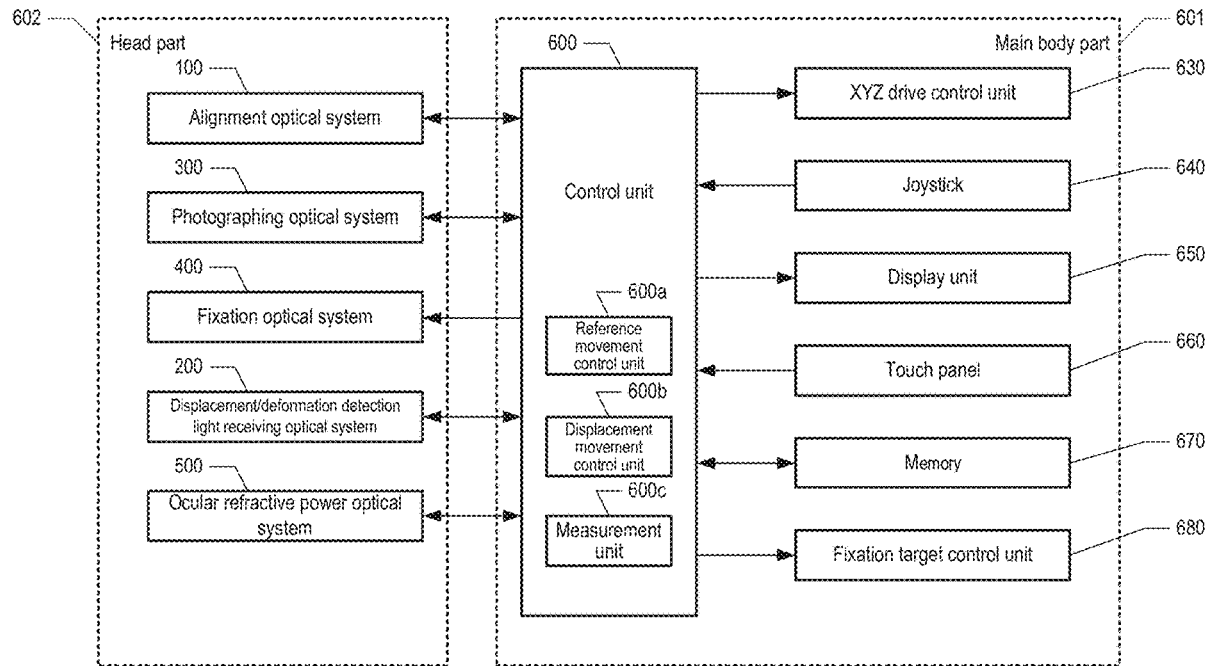 602
Head part
100
Alignment optical system
300
Photographing optical system
400
Fixation optical system
200
Displacement/deformation detection
light receiving optical system
500
Ocular refractive power optical
system
601
Main body part
600
Control unit
600a
Reference
movement
control unit
600b
Displacement
movement
control unit
600c
Measurement
unit
630
XYZ drive control unit
640
Joystick
650
Display unit
660
Touch panel
670
Memory
680
Fixation target control unit